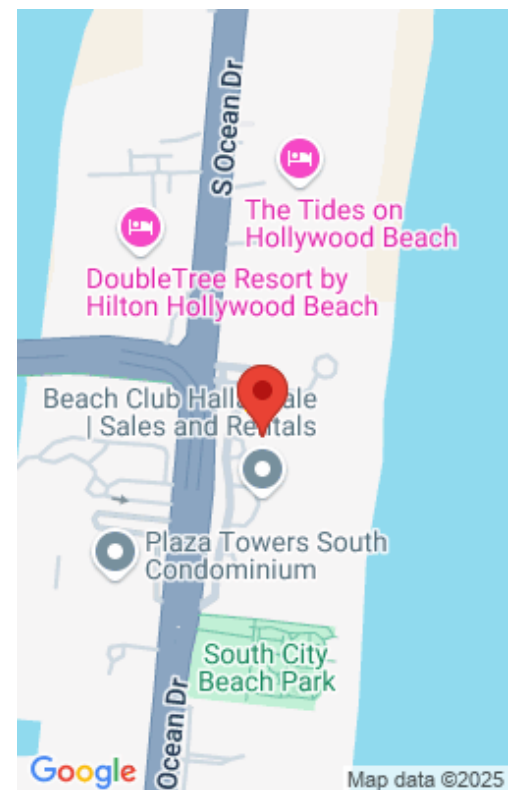 S Ocean Dr
The Tides on
Hollywood Beach
DoubleTree Resort by
Hilton Hollywood Beach
Beach Club
| Sales and Rentals
Plaza Towers South
Condominium
South City
Beach Park
Ocean Dr
Google
Map data ©2025